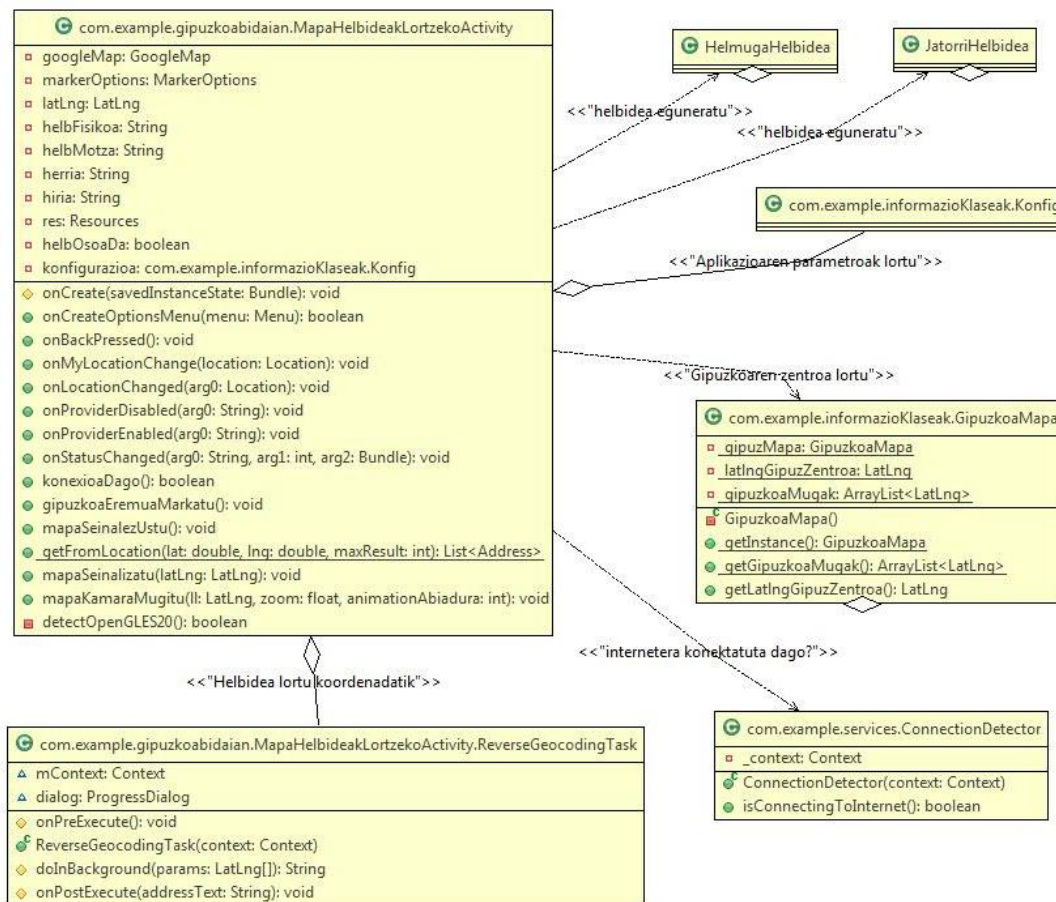 com.example.gipuzkoabidaian.MapaHelbideakLortzekoActivity
googleMap: GoogleMap
markerOptions: MarkerOptions
latLng: LatLng
helbFisikoa: String
helbMotza: String
herria: String
hiria: String
res: Resources
helbOsoaDa: boolean
konfigurazioa: com.example.informazioKlaseak.Konfig
onCreate(savedInstanceState: Bundle): void
onCreateOptionsMenu(menu: Menu): boolean
onBackPressed(): void
onMyLocationChange(location: Location): void
onLocationChanged(arg0: Location): void
onProviderDisabled(arg0: String): void
onProviderEnabled(arg0: String): void
onStatusChanged(arg0: String, arg1: int, arg2: Bundle): void
konexioaDago(): boolean
gipuzkoaEremuaMarkatu(): void
mapaSeinalezUstu(): void
getFromLocation(lat: double, lng: double, maxResult: int): List<Address>
mapaSeinalizatu(latLng: LatLng): void
mapaKamaraMugitu(ll: LatLng, zoom: float, animationAbiadura: int): void
detectOpenGLES20(): boolean
HelmugaHelbidea
JatorriHelbidea
<<"helbidea eguneratu">>
<<"helbidea eguneratu">>
com.example.informazioKlaseak.Konfig
<<"Aplikazioaren parametroak lortu">>
<<"Gipuzkoaren zentroa lortu">>
com.example.informazioKlaseak.GipuzkoaMapa
gipuzMapa: GipuzkoaMapa
latlngGipuzZentroa: LatLng
gipuzkoaMugak: ArrayList<LatLng>
GipuzkoaMapa()
getInstance(): GipuzkoaMapa
getGipuzkoaMugak(): ArrayList<LatLng>
getLatlngGipuzZentroa(): LatLng
<<"internetera konektatuta dago?">>
<<"Helbidea lortu koordenadatik">>
com.example.services.ConnectionDetector
_context: Context
ConnectionDetector(context: Context)
isConnectingToInternet(): boolean
com.example.gipuzkoabidaian.MapaHelbideakLortzekoActivity.ReverseGeocodingTask
mContext: Context
dialog: ProgressDialog
onPreExecute(): void
ReverseGeocodingTask(context: Context)
doInBackground(params: LatLng[]): String
onPostExecute(addressText: String): void